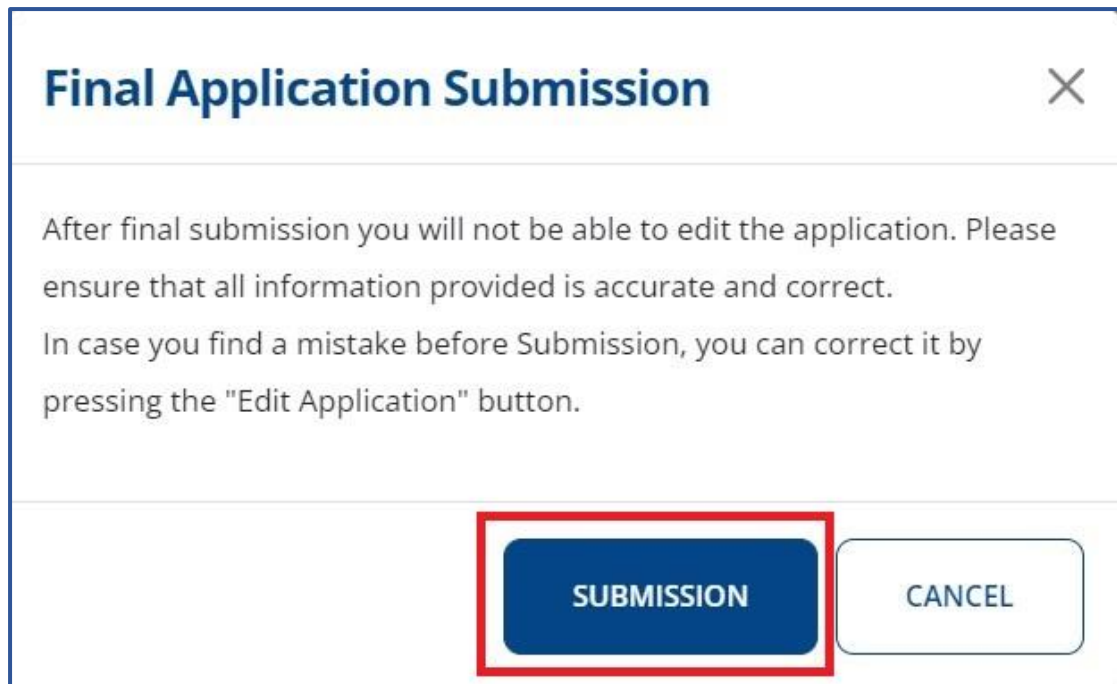 Final Application Submission
After final submission you will not be able to edit the application. Please
ensure that all information provided is accurate and correct.
In case you find a mistake before Submission, you can correct it by
pressing the "Edit Application" button.
SUBMISSION
CANCEL